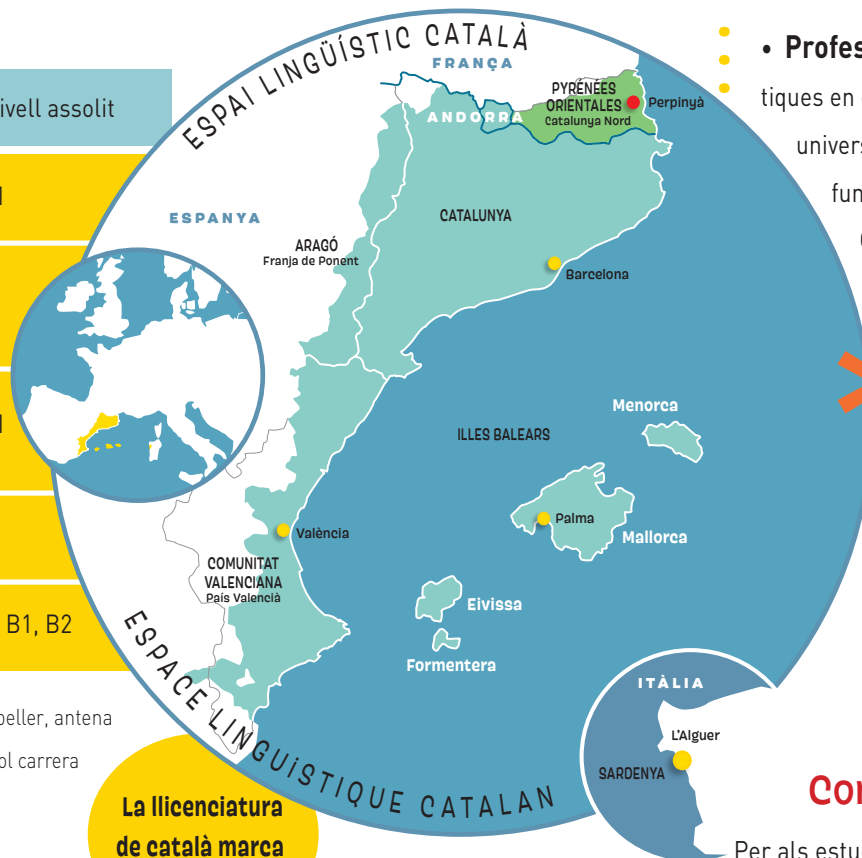 ivell assolit
B1, B2
antena
ol carrera
La llicenciatura
de català marca
ESPAI LINGÜÍSTIC CATALÀ
FRANÇA
ANDORRA
PYRÉNÉES
ORIENTALES
Catalunya Nord
Perpinyà
ESPANYA
ARAGÓ
Franja de Ponent
CATALUNYA
Barcelona
ILLES BALEARS
Menorca
Palma
Mallorca
València
COMUNITAT
VALENCIANA
País Valencià
Eivissa
Formentera
ESPACE LINGUISTIQUE CATALAN
ITÀLIA
L'Alguer
SARDENYA
• Profes
tiques en
univers
fun
Con
Per als estu